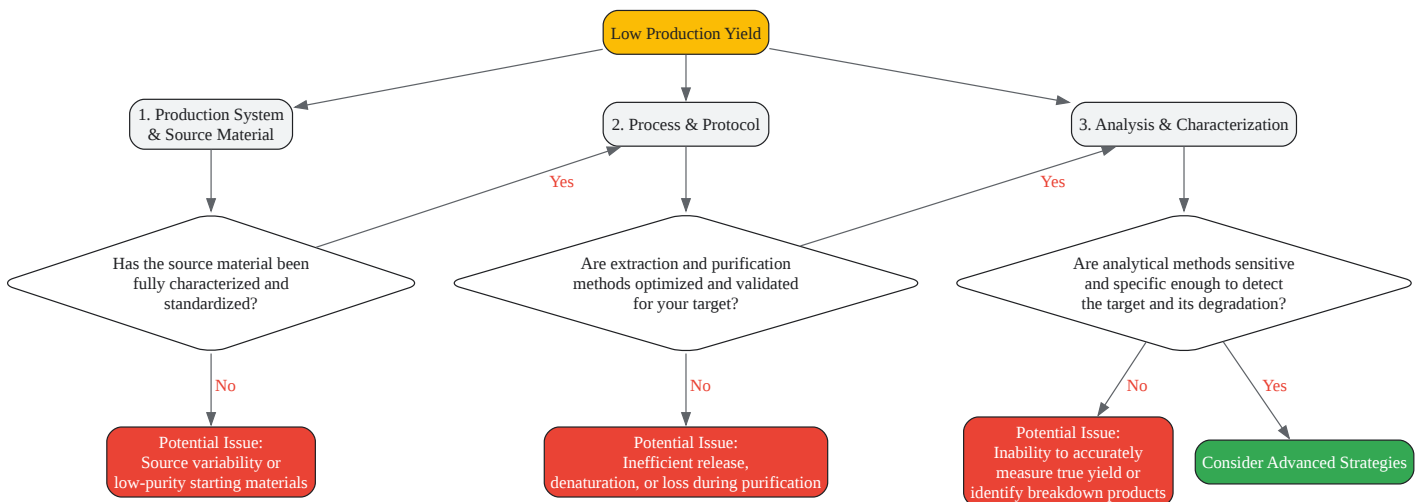 Low Production Yield
1. Production System
& Source Material
2. Process & Protocol
3. Analysis & Characterization
Yes
Yes
Has the source material been
fully characterized and
standardized?
Are extraction and purification
methods optimized and validated
for your target?
Are analytical methods sensitive
and specific enough to detect
the target and its degradation?
No
No
No
Yes
Potential Issue:
Source variability or
low-purity starting materials
Potential Issue:
Inefficient release,
denaturation, or loss during purification
Potential Issue:
Inability to accurately
measure true yield or
identify breakdown products
Consider Advanced Strategies